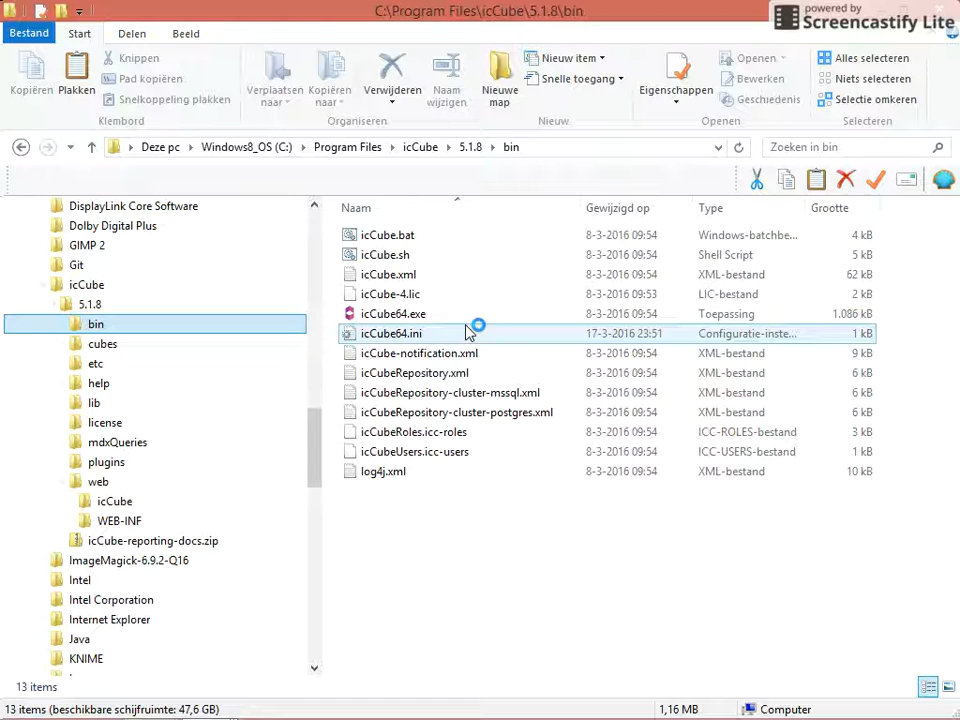 C:\Program Files\icCube\5.1.8\bin
powered by
Screencastify Lite
Bestand
Start
Delen
Beeld
Kopiëren
Plakken
Knippen
Pad kopiëren
Snelkoppeling plakken
Klembord
Verplaatsen naar
Kopiëren naar
Verwijderen
Naam wijzigen
Organiseren
Nieuwe map
Nieuw item
Snelle toegang
Nieuw
Eigenschappen
Openen
Bewerken
Geschiedenis
Openen
Alles selecteren
Niets selecteren
Selectie omkeren
Selecteren
Deze pc
Windows8_OS (C:)
Program Files
icCube
5.1.8
bin
Zoeken in bin
DisplayLink Core Software
Dolby Digital Plus
GIMP 2
Git
icCube
5.1.8
bin
cubes
etc
help
lib
license
mdxQueries
plugins
web
icCube
WEB-INF
icCube-reporting-docs.zip
ImageMagick-6.9.2-Q16
Intel
Intel Corporation
Internet Explorer
Java
KNIME
Naam Gewijzigd op Type Grootte
icCube.bat 8-3-2016 09:54 Windows-batchbe... 4 kB
icCube.sh 8-3-2016 09:54 Shell Script 5 kB
icCube.xml 8-3-2016 09:54 XML-bestand 62 kB
icCube-4.lic 8-3-2016 09:53 LIC-bestand 2 kB
icCube64.exe 8-3-2016 09:54 Toepassing 1.086 kB
icCube64.ini 17-3-2016 23:51 Configuratie-inste... 1 kB
icCube-notification.xml 8-3-2016 09:54 XML-bestand 9 kB
icCubeRepository.xml 8-3-2016 09:54 XML-bestand 6 kB
icCubeRepository-cluster-mssql.xml 8-3-2016 09:54 XML-bestand 6 kB
icCubeRepository-cluster-postgres.xml 8-3-2016 09:54 XML-bestand 6 kB
icCubeRoles.icc-roles 8-3-2016 09:54 ICC-ROLES-bestand 3 kB
icCubeUsers.icc-users 8-3-2016 09:54 ICC-USERS-bestand 1 kB
log4j.xml 8-3-2016 09:54 XML-bestand 10 kB
13 items
13 items (beschikbare schijfruimte: 47,6 GB)
1,16 MB
Computer